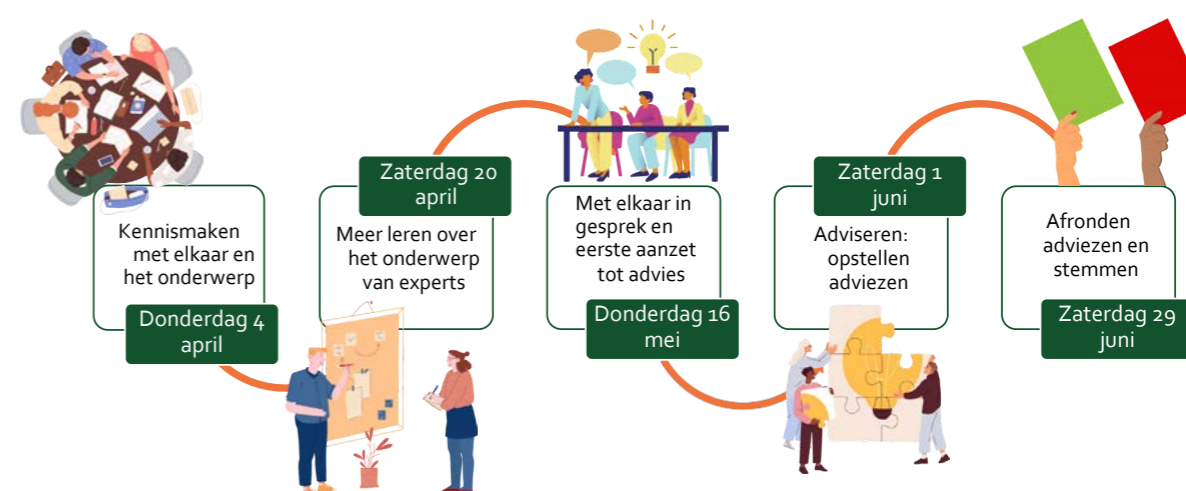 Kennismaken
met elkaar en
het onderwerp
Donderdag 4
april
Zaterdag 20
april
Meer leren over
het onderwerp
van experts
Met elkaar in
gesprek en
eerste aanzet
tot advies
Donderdag 16
mei
Zaterdag 1
juni
Adviseren:
opstellen
adviezen
Afronden
adviezen en
stemmen
Zaterdag 29
juni